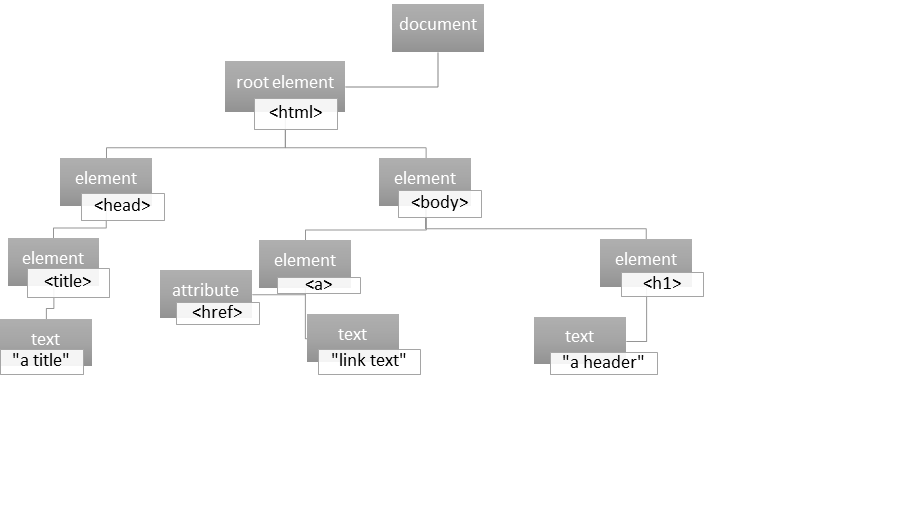 document
root element
<html>
element
<head>
element
<body>
element
<title>
element
<a>
element
<h1>
attribute
<href>
text
"a title"
text
"link text"
text
"a header"